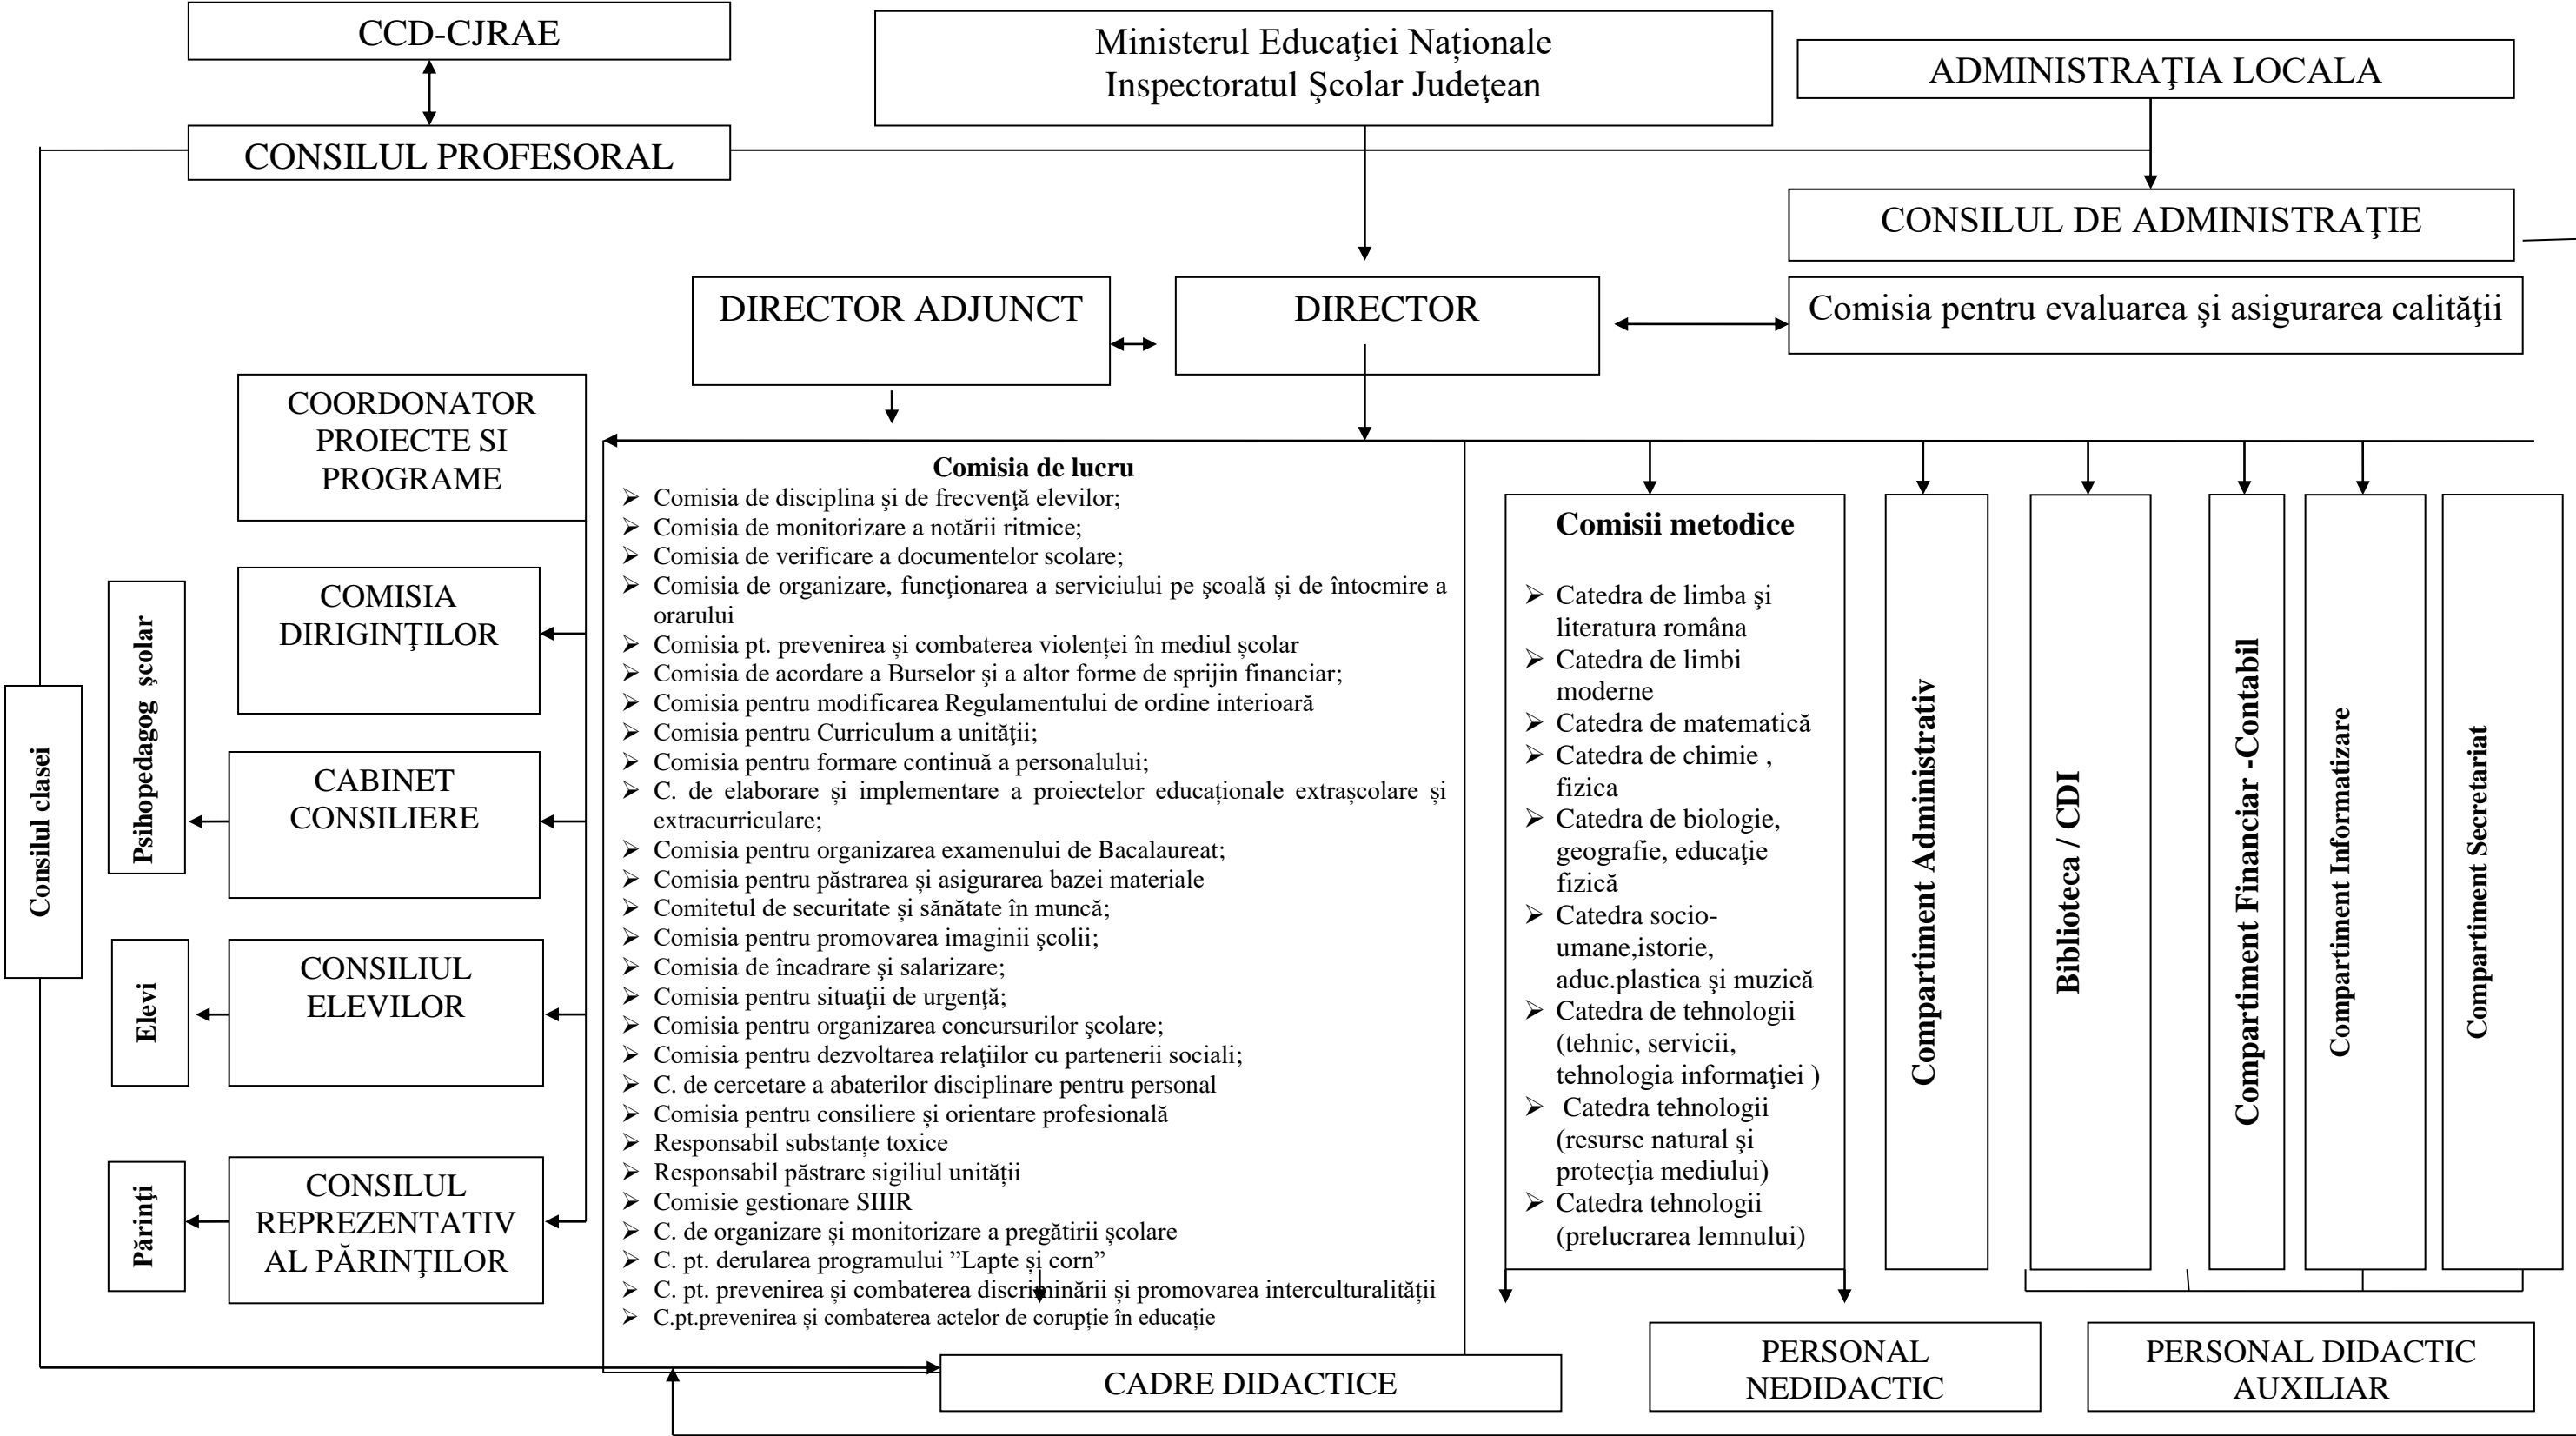 CCD-CJRAE
Ministerul Educaţiei Naționale
Inspectoratul Şcolar Judeţean
ADMINISTRAŢIA LOCALA
CONSILUL PROFESORAL
CONSILUL DE ADMINISTRAŢIE
DIRECTOR ADJUNCT
DIRECTOR
Comisia pentru evaluarea şi asigurarea calităţii
COORDONATOR
PROIECTE SI
PROGRAME
COMISIA
DIRIGINŢILOR
CABINET
CONSILIERE
CONSILIUL
ELEVILOR
CONSILUL
REPREZENTATIV
AL PĂRINŢILOR
Consilul clasei
Psihopedagog şcolar
Elevi
Părinţi
Comisia de lucru
➢ Comisia de disciplina şi de frecvenţă elevilor;
➢ Comisia de monitorizare a notării ritmice;
➢ Comisia de verificare a documentelor scolare;
➢ Comisia de organizare, funcţionarea a serviciului pe şcoală și de întocmire a
orarului
➢ Comisia pt. prevenirea și combaterea violenței în mediul școlar
➢ Comisia de acordare a Burselor şi a altor forme de sprijin financiar;
➢ Comisia pentru modificarea Regulamentului de ordine interioară
➢ Comisia pentru Curriculum a unităţii;
➢ Comisia pentru formare continuă a personalului;
➢ C. de elaborare și implementare a proiectelor educaționale extrașcolare și
extracurriculare;
➢ Comisia pentru organizarea examenului de Bacalaureat;
➢ Comisia pentru păstrarea și asigurarea bazei materiale
➢ Comitetul de securitate și sănătate în muncă;
➢ Comisia pentru promovarea imaginii şcolii;
➢ Comisia de încadrare şi salarizare;
➢ Comisia pentru situaţii de urgenţă;
➢ Comisia pentru organizarea concursurilor şcolare;
➢ Comisia pentru dezvoltarea relaţiilor cu partenerii sociali;
➢ C. de cercetare a abaterilor disciplinare pentru personal
➢ Comisia pentru consiliere și orientare profesională
➢ Responsabil substanțe toxice
➢ Responsabil păstrare sigiliul unității
➢ Comisie gestionare SIIIR
➢ C. de organizare și monitorizare a pregătirii școlare
➢ C. pt. derularea programului ”Lapte și corn”
➢ C. pt. prevenirea și combaterea discriminării și promovarea interculturalității
➢ C.pt.prevenirea și combaterea actelor de corupție în educație
Comisii metodice
➢ Catedra de limba şi
literatura româna
➢ Catedra de limbi
moderne
➢ Catedra de matematică
➢ Catedra de chimie ,
fizica
➢ Catedra de biologie,
geografie, educaţie
fizică
➢ Catedra socio-
umane,istorie,
aduc.plastica şi muzică
➢ Catedra de tehnologii
(tehnic, servicii,
tehnologia informaţiei )
➢ Catedra tehnologii
(resurse natural şi
protecţia mediului)
➢ Catedra tehnologii
(prelucrarea lemnului)
Compartiment Administrativ
Biblioteca / CDI
Compartiment Financiar -Contabil
Compartiment Informatizare
Compartiment Secretariat
CADRE DIDACTICE
PERSONAL
NEDIDACTIC
PERSONAL DIDACTIC
AUXILIAR